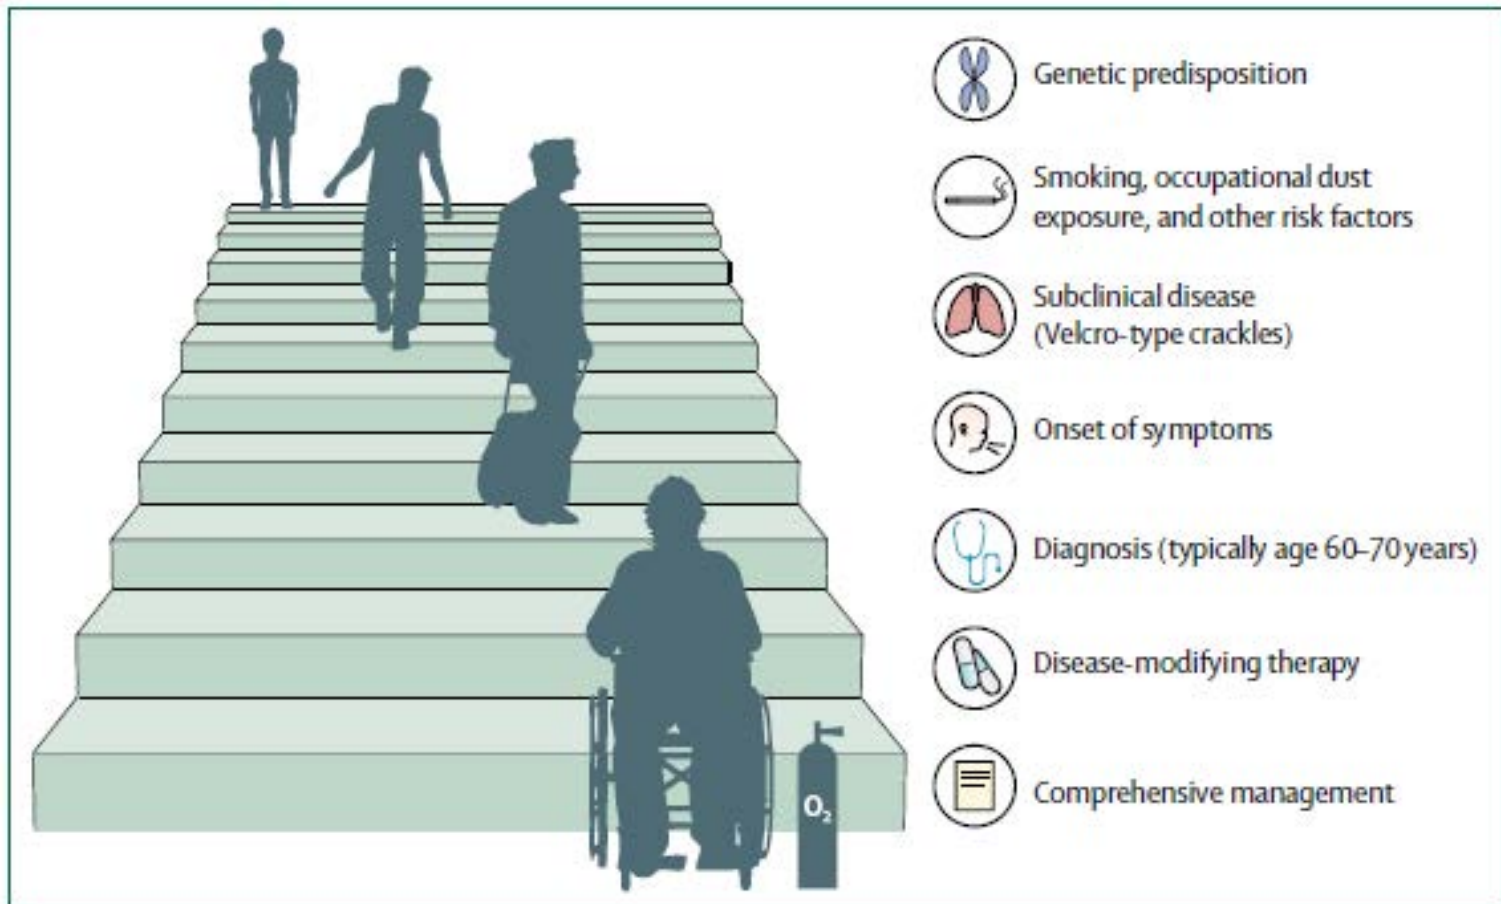 Genetic predisposition
Smoking, occupational dust
exposure, and other risk factors
Subclinical disease
(Velcro-type crackles)
Onset of symptoms
Diagnosis (typically age 60–70 years)
Disease-modifying therapy
Comprehensive management
O₂